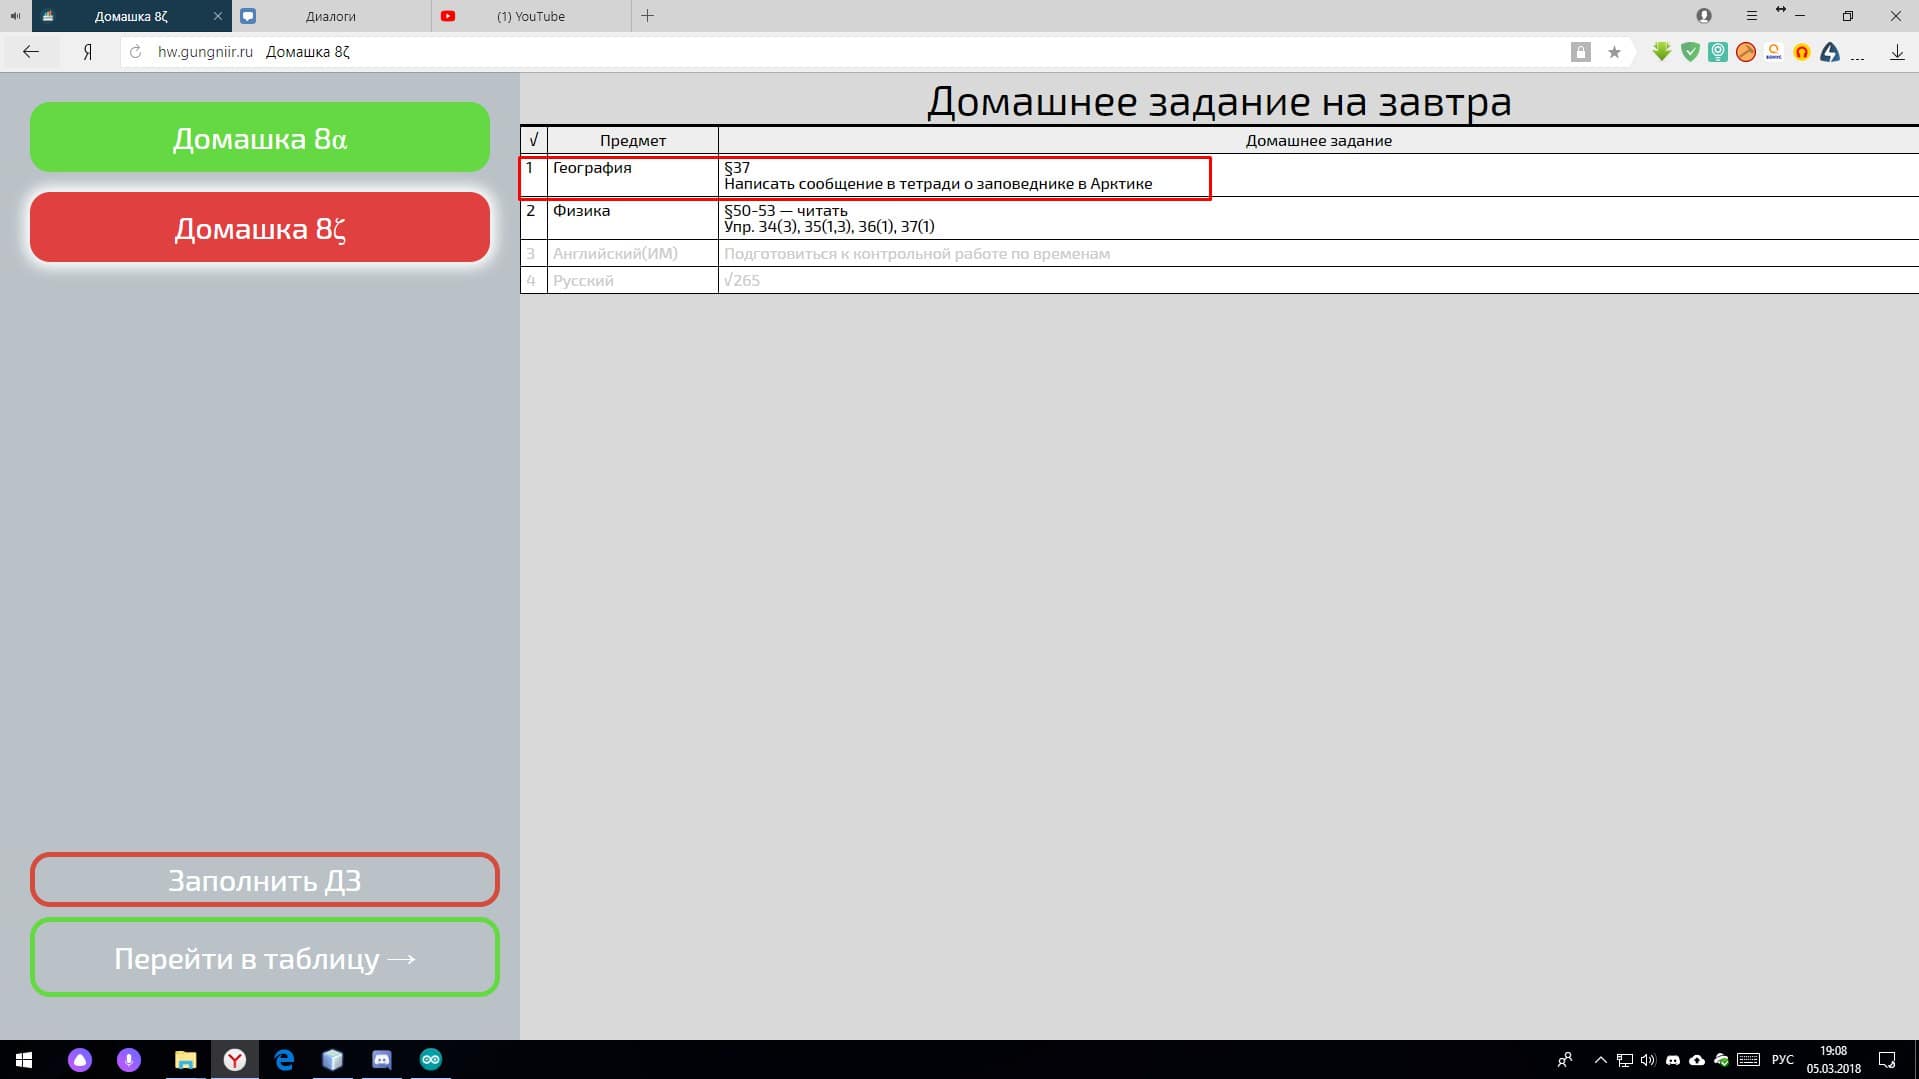 Домашка 8ζ
Диалоги
(1) YouTube
Я
hw.gungniir.ru Домашка 8ζ
Домашка 8α
Домашка 8ζ
Заполнить ДЗ
Перейти в таблицу →
Домашнее задание на завтра
√ Предмет Домашнее задание
1 География §37
Написать сообщение в тетради о заповеднике в Арктике
2 Физика §50-53 — читать
Упр. 34(3), 35(1,3), 36(1), 37(1)
3 Английский(ИМ) Подготовиться к контрольной работе по временам
4 Русский √265
РУС
19:08
05.03.2018